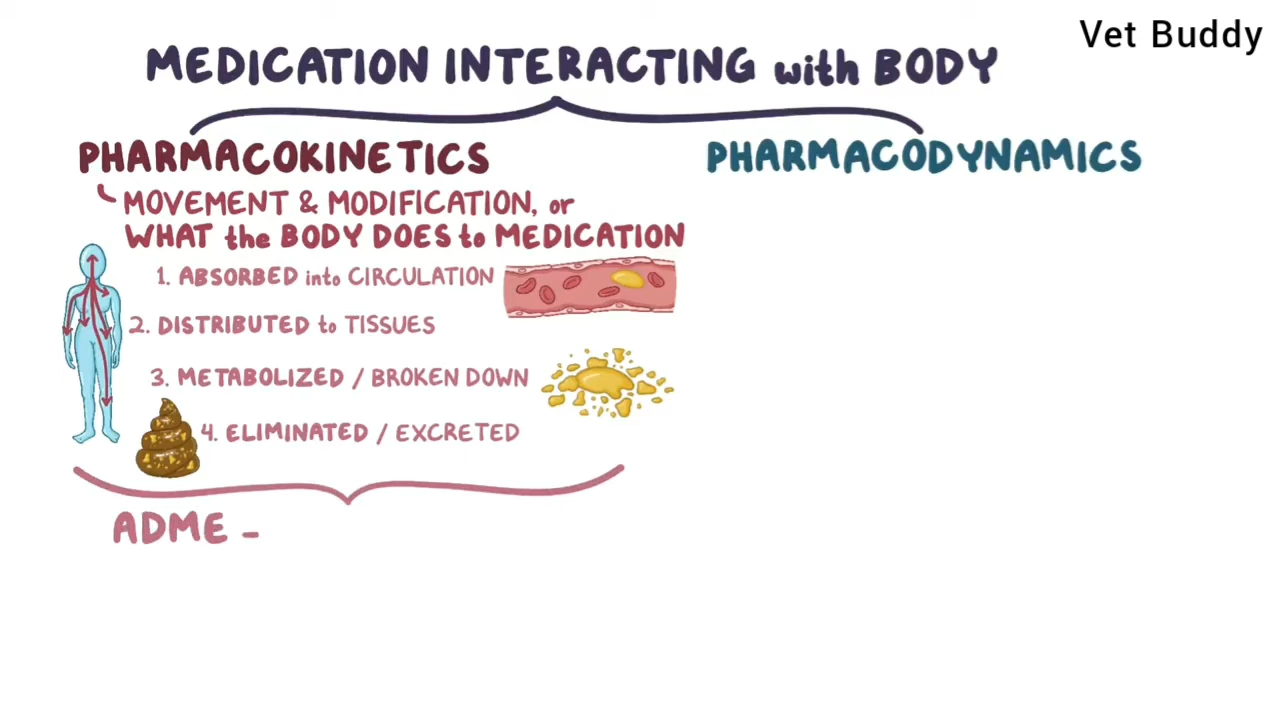 Vet Buddy
MEDICATION INTERACTING with BODY
PHARMACOKINETICS
MOVEMENT & MODIFICATION, or
WHAT the BODY DOES to MEDICATION
1. ABSORBED into CIRCULATION
2. DISTRIBUTED to TISSUES
3. METABOLIZED / BROKEN DOWN
4. ELIMINATED / EXCRETED
ADME -
PHARMACODYNAMICS